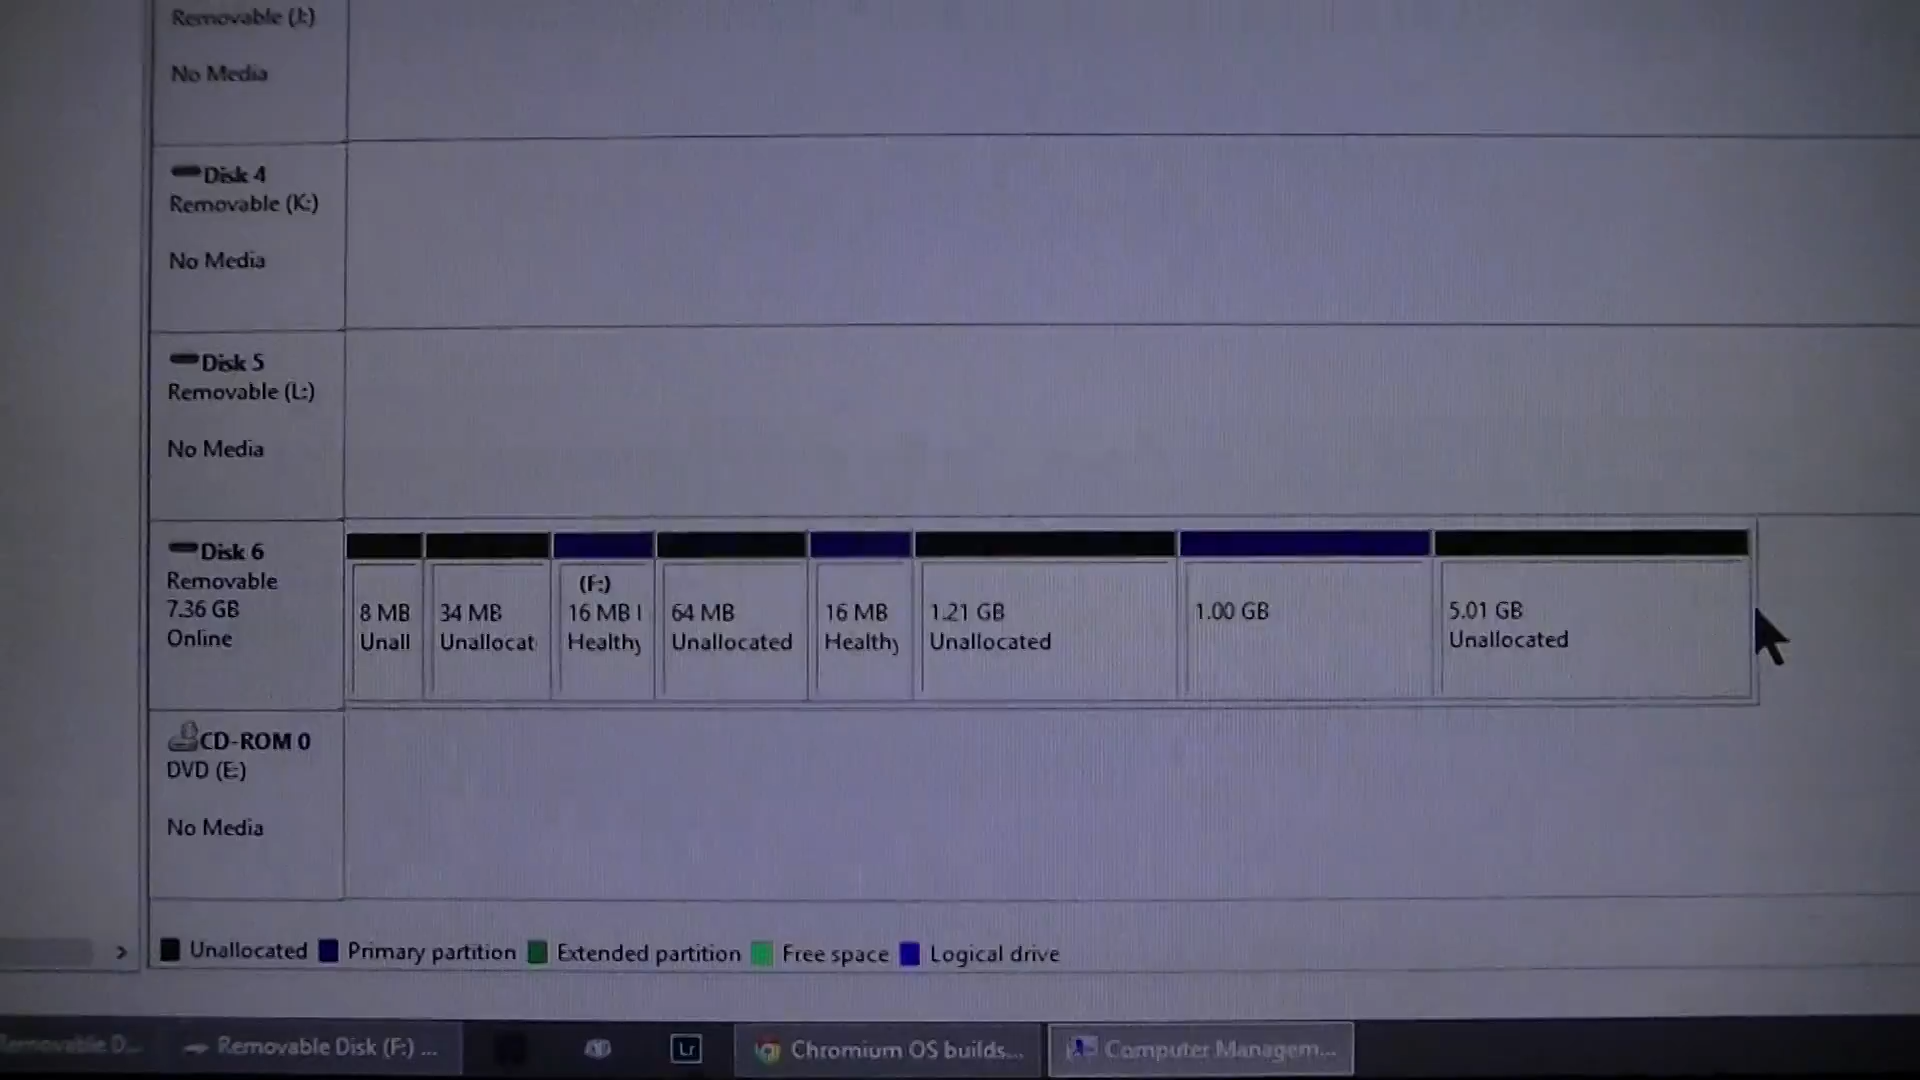 Removable (J:)
No Media
Disk 4
Removable (K:)
No Media
Disk 5
Removable (L:)
No Media
Disk 6
Removable
7.36 GB
Online
8 MB
Unall
34 MB
Unallocat
(F:)
16 MB
Healthy
64 MB
Unallocated
16 MB
Healthy
1.21 GB
Unallocated
1.00 GB
5.01 GB
Unallocated
CD-ROM 0
DVD (E:)
No Media
Unallocated Primary partition Extended partition Free space Logical drive
Removable D... Removable Disk (F:) ... Lr Chromium OS builds... Computer Managem...